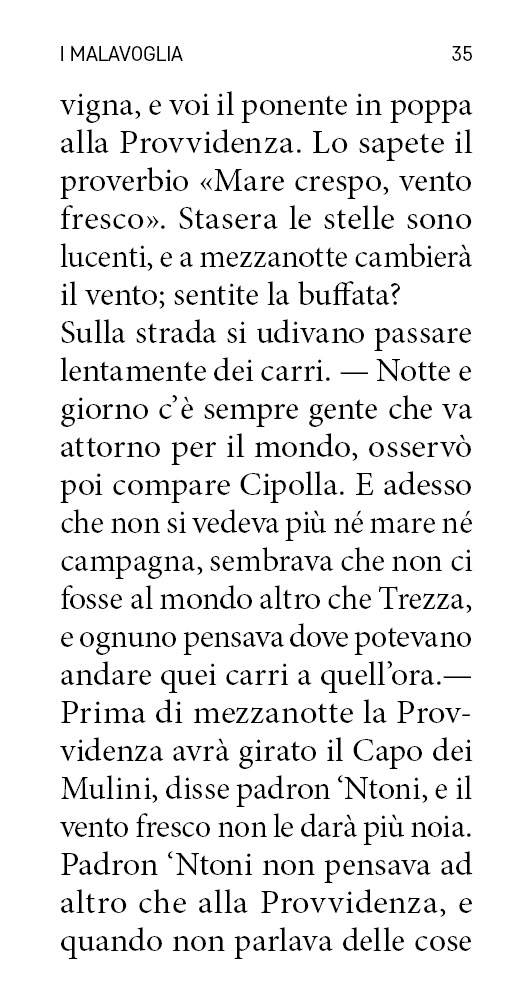 I MALAVOGLIA 35
vigna, e voi il ponente in poppa
alla Provvidenza. Lo sapete il
proverbio «Mare crespo, vento
fresco». Stasera le stelle sono
lucenti, e a mezzanotte cambierà
il vento; sentite la buffata?
Sulla strada si udivano passare
lentamente dei carri. — Notte e
giorno c’è sempre gente che va
attorno per il mondo, osservò
poi compare Cipolla. E adesso
che non si vedeva più né mare né
campagna, sembrava che non ci
fosse al mondo altro che Trezza,
e ognuno pensava dove potevano
andare quei carri a quell’ora.—
Prima di mezzanotte la Prov-
videnza avrà girato il Capo dei
Mulini, disse padron ‘Ntoni, e il
vento fresco non le darà più noia.
Padron ‘Ntoni non pensava ad
altro che alla Provvidenza, e
quando non parlava delle cose